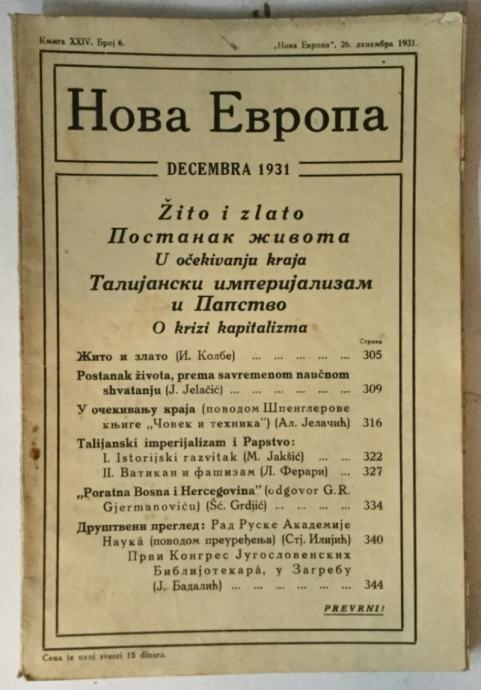 Књига XXIV. Број 6.
„Нова Европа", 26. децембра 1931.
Нова Европа
DECEMBRA 1931
Žito i zlato
Постанак живота
U očekivanju kraja
Талијански империјализам
и Папство
O krizi kapitalizma
Страна
Жито и злато (И. Колбе) ... ... ... ... 305
Postanak života, prema savremenom naučnom
shvatanju (J. Jelačić) ... ... ... ... ... 309
У очекивању краја (поводом Шпенглерове
књиге „Човек и техника") (Ал. Јелачић) 316
Talijanski imperijalizam i Papstvo:
I. Istorijski razvitak (M. Jakšić) ... ... 322
II. Ватикан и фашизам (Л. Ферари) ... 327
„Poratna Bosna i Hercegovina" (odgovor G. R.
Gjermanoviću) (Šć. Grdjić) ... ... ... 334
Друштвени преглед: Рад Руске Академије
Наука̂ (поводом преуређења) (Стј. Илијић) 340
Први Конгрес Југословенских
Библиотекара̂, у Загребу
(Ј. Бадалић) ... ... ... ... ... ... 344
PREVRNI!
Cena je ovoj svesci 15 dinara.